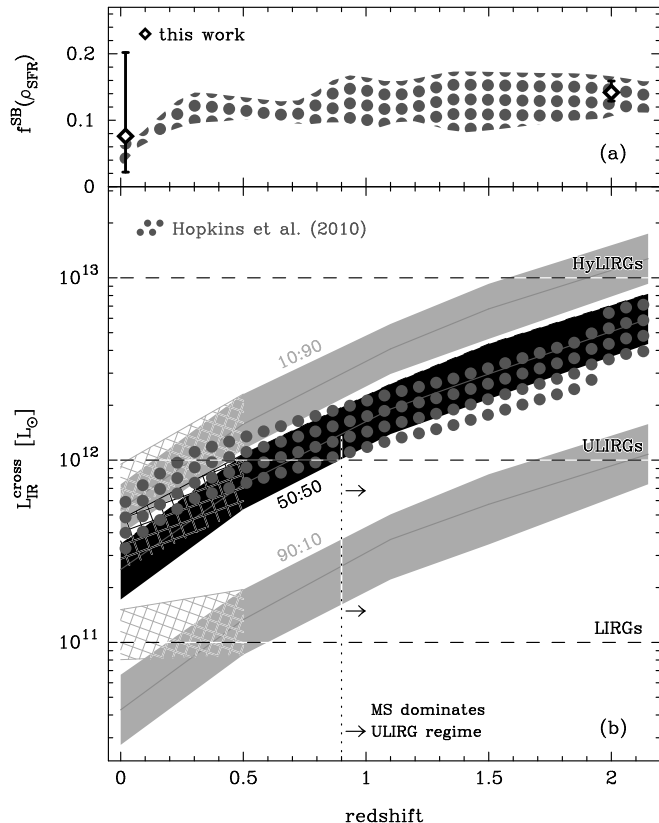 this work
0.2
0.1
0
f^SB(ρ_SFR)
(a)
Hopkins et al. (2010)
10^13
HyLIRGs
10:90
10^12
ULIRGs
50:50
90:10
10^11
LIRGs
L_IR^cross [L_⊙]
MS dominates
ULIRG regime
(b)
0 0.5 1 1.5 2
redshift